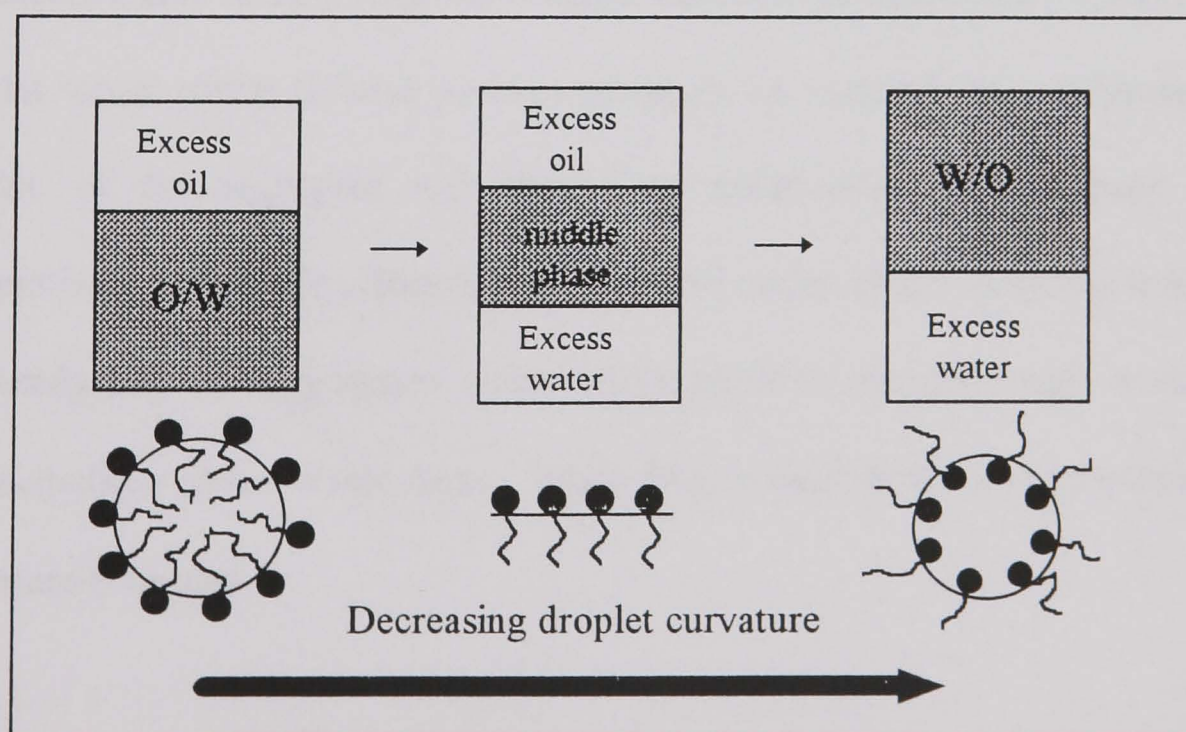 Excess
oil
O/W
Excess
oil
middle
phase
Excess
water
W/O
Excess
water
Decreasing droplet curvature